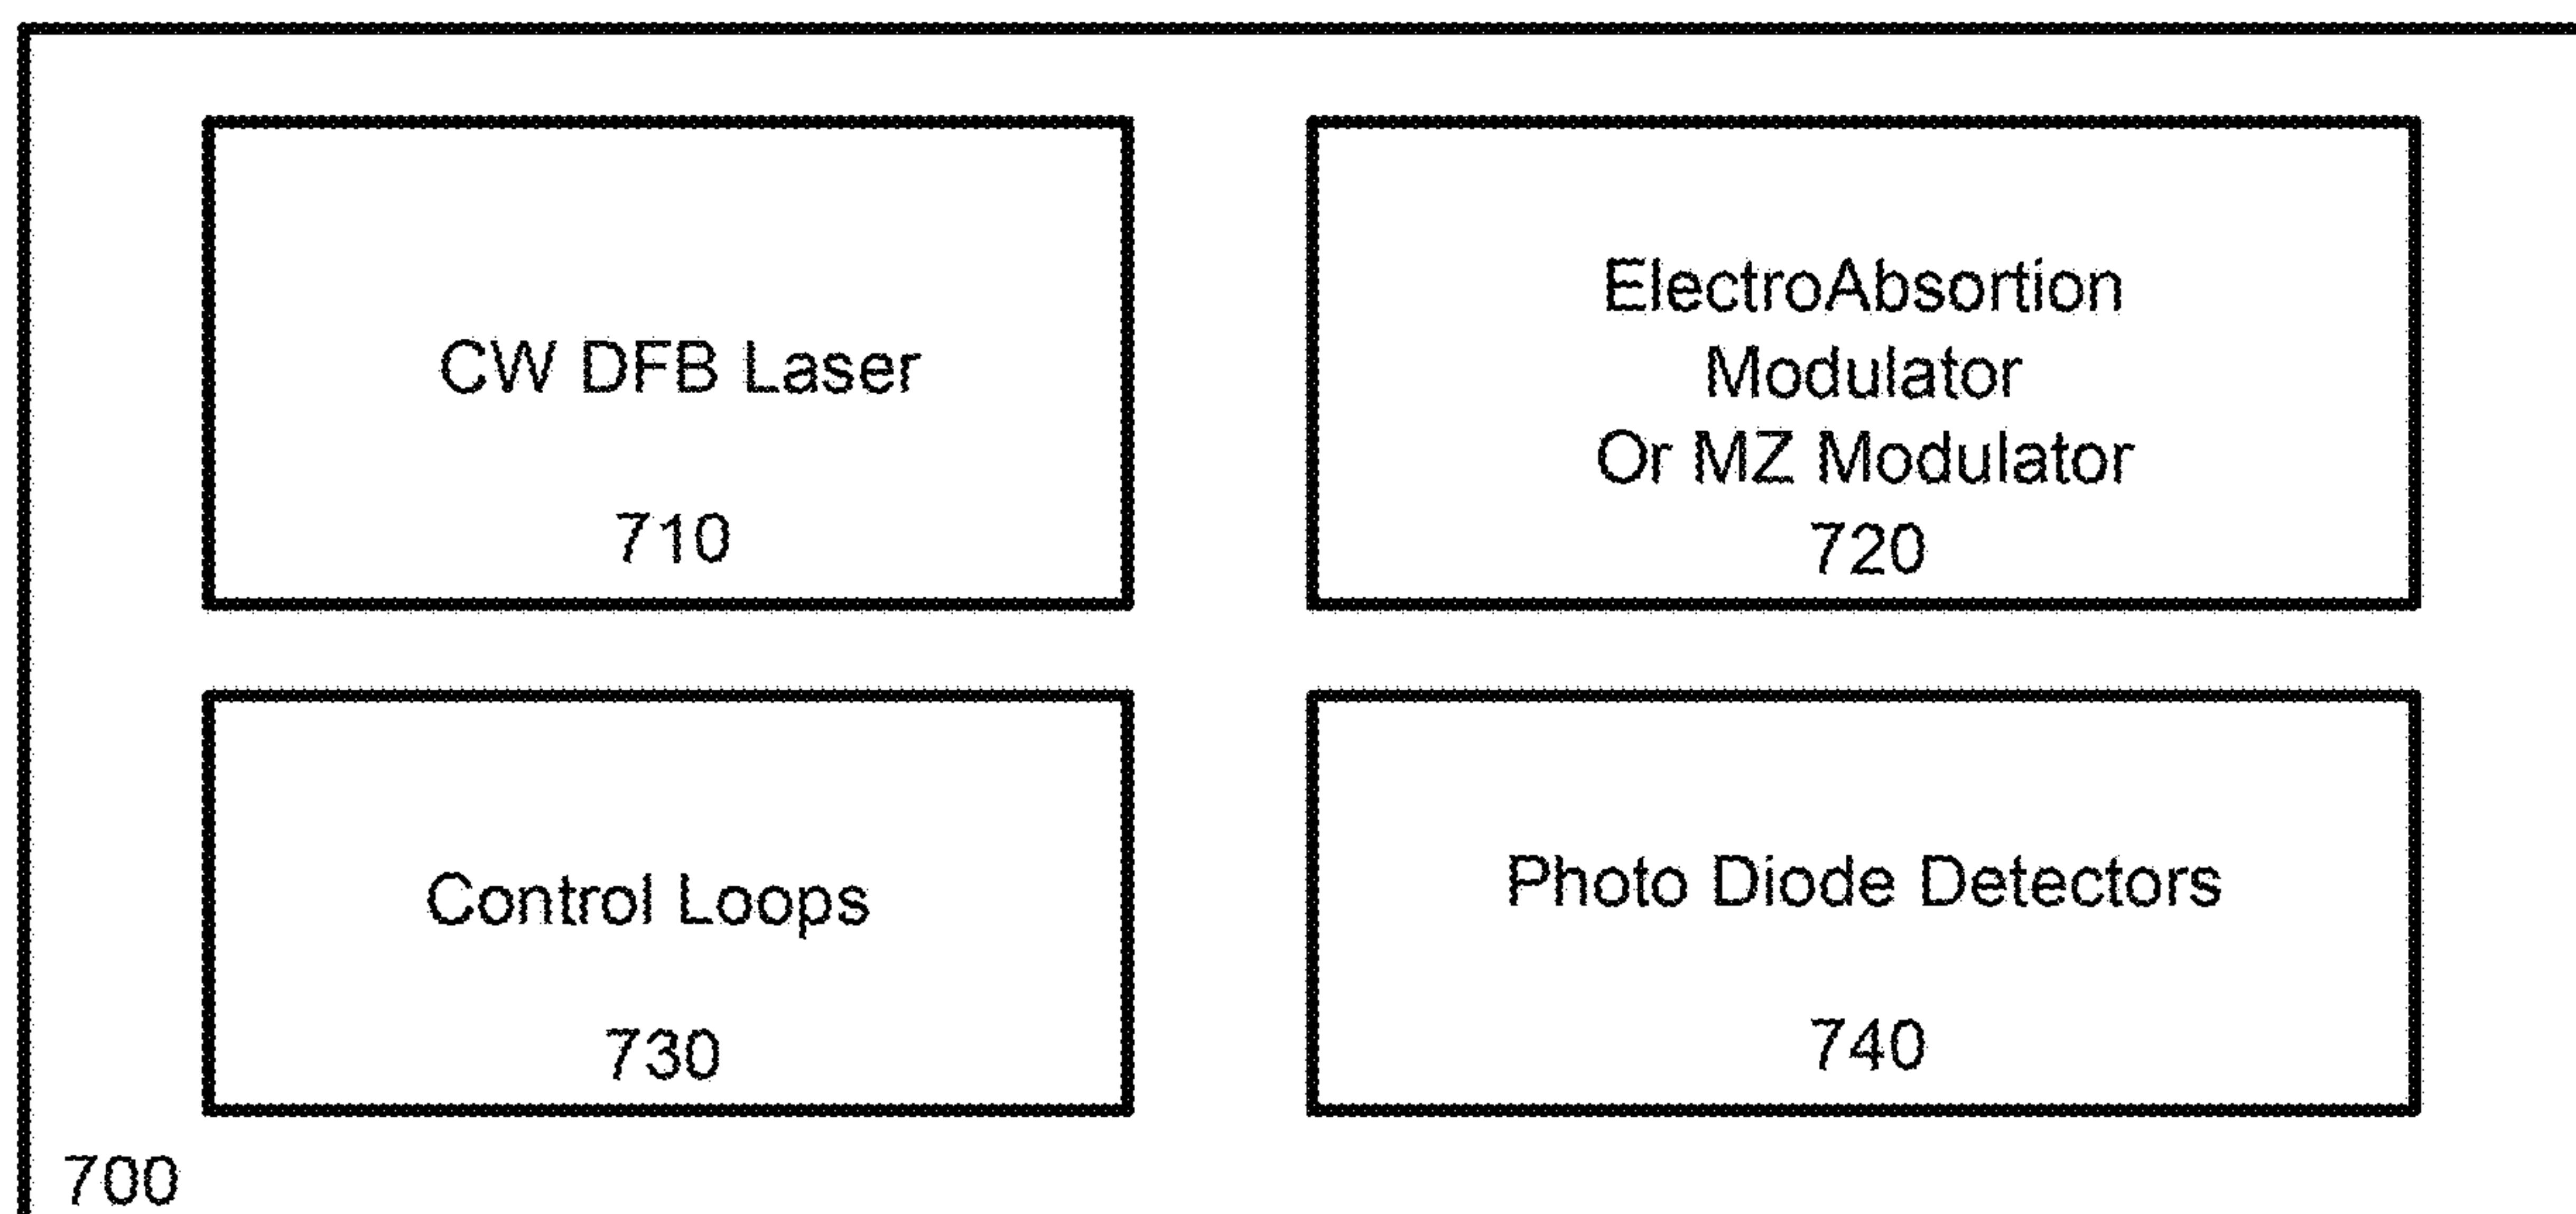 CW DFB Laser
710
ElectroAbsortion
Modulator
Or MZ Modulator
720
Control Loops
730
Photo Diode Detectors
740
700